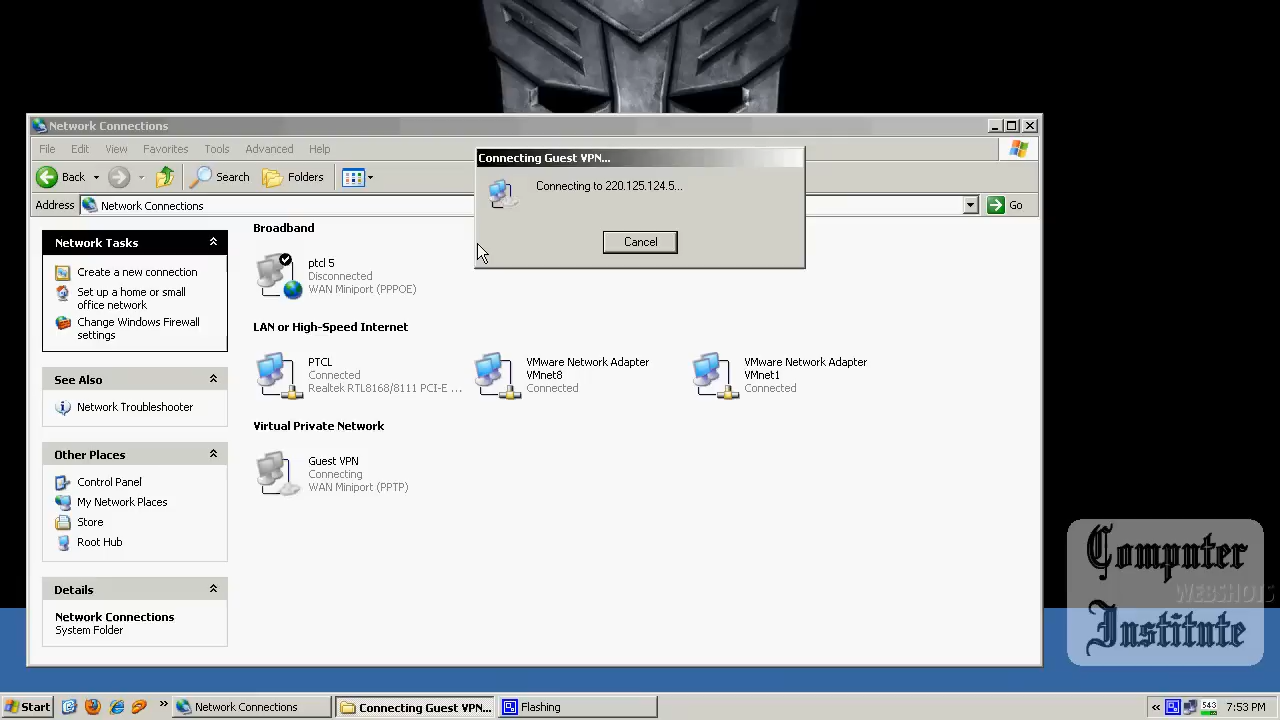 Network Connections
File Edit View Favorites Tools Advanced Help
Back Search Folders
Address Network Connections Go
Connecting Guest VPN...
Connecting to 220.125.124.5...
Cancel
Network Tasks
Create a new connection
Set up a home or small
office network
Change Windows Firewall
settings
See Also
Network Troubleshooter
Other Places
Control Panel
My Network Places
Store
Root Hub
Details
Network Connections
System Folder
Broadband
ptcl 5
Disconnected
WAN Miniport (PPPOE)
LAN or High-Speed Internet
PTCL
Connected
Realtek RTL8168/8111 PCI-E ...
VMware Network Adapter
VMnet8
Connected
VMware Network Adapter
VMnet1
Connected
Virtual Private Network
Guest VPN
Connecting
WAN Miniport (PPTP)
Computer
WEBSHOTS
Institute
Start Network Connections Connecting Guest VPN... Flashing 543 7:53 PM